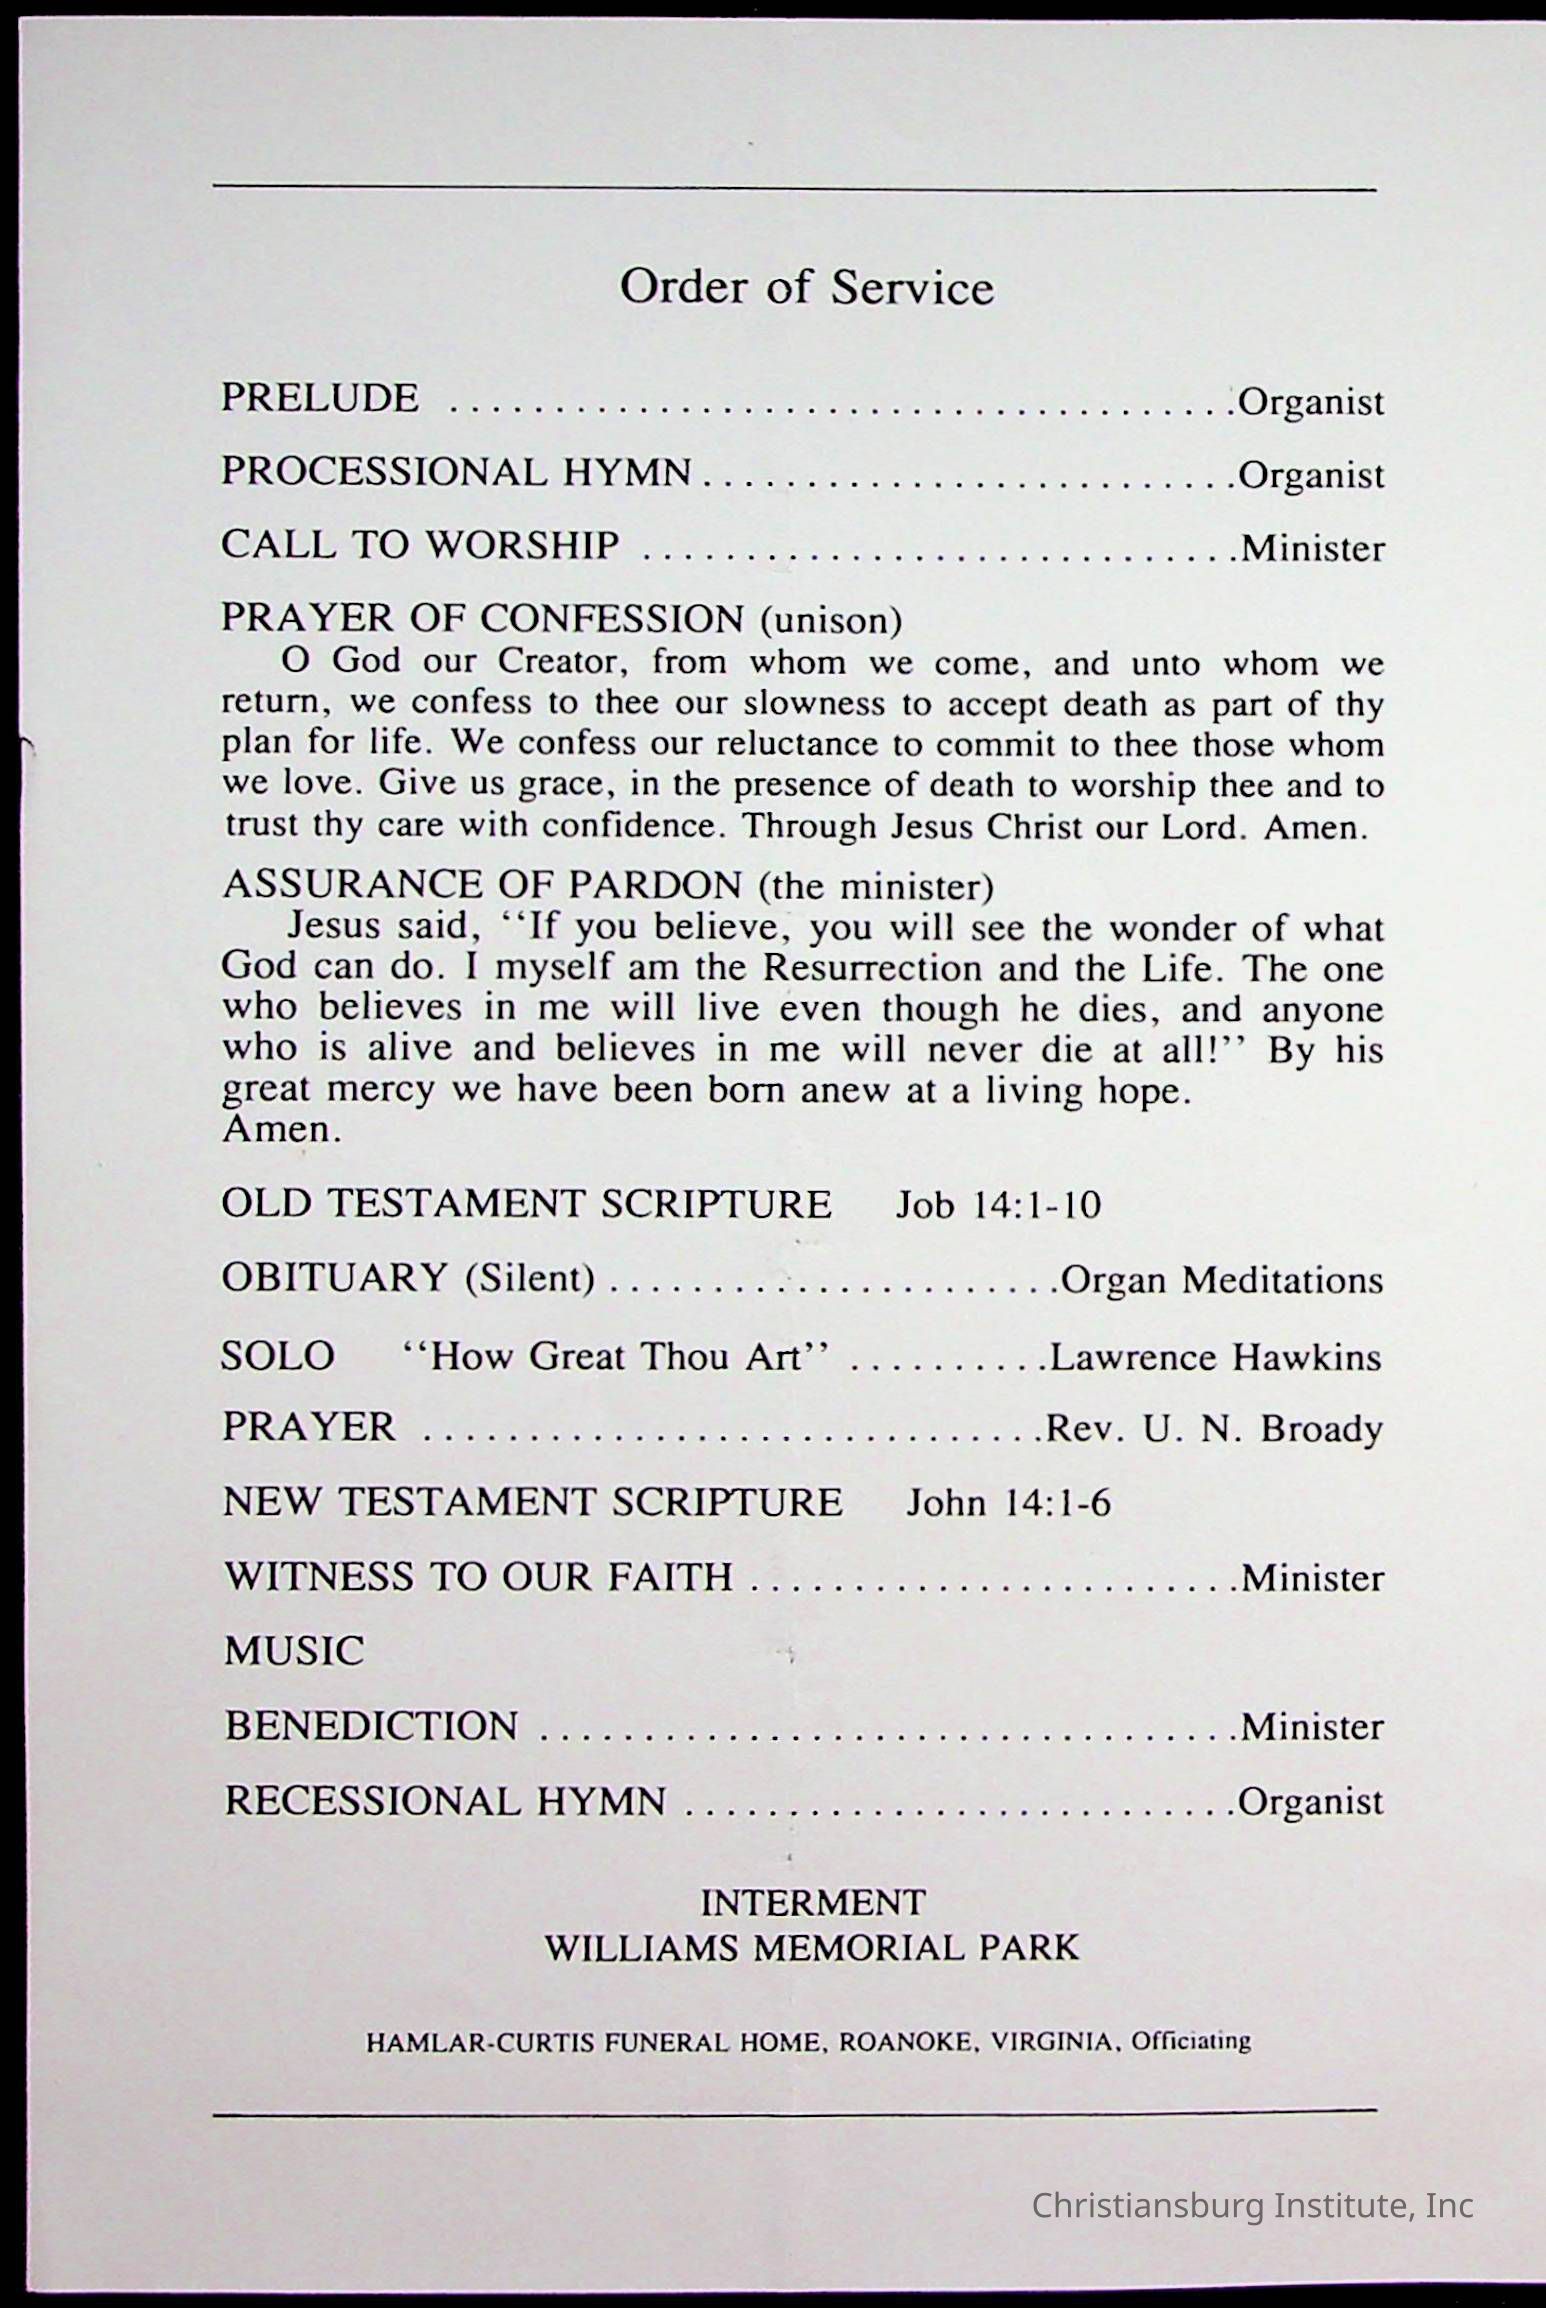 Order of Service
PRELUDE ......................................Organist
PROCESSIONAL HYMN..........................Organist
CALL TO WORSHIP .............................Minister
PRAYER OF CONFESSION (unison)
O God our Creator, from whom we come, and unto whom we
return, we confess to thee our slowness to accept death as part of thy
plan for life. We confess our reluctance to commit to thee those whom
we love. Give us grace, in the presence of death to worship thee and to
trust thy care with confidence. Through Jesus Christ our Lord. Amen.
ASSURANCE OF PARDON (the minister)
Jesus said, ‘‘If you believe, you will see the wonder of what
God can do. I myself am the Resurrection and the Life. The one
who believes in me will live even though he dies, and anyone
who is alive and believes in me will never die at all!’’ By his
great mercy we have been born anew at a living hope.
Amen.
OLD TESTAMENT SCRIPTURE Job 14:1-10
OBITUARY (Silent) ......................Organ Meditations
SOLO ‘‘How Great Thou Art’’ ..........Lawrence Hawkins
PRAYER ..............................Rev. U. N. Broady
NEW TESTAMENT SCRIPTURE John 14:1-6
WITNESS TO OUR FAITH ........................Minister
MUSIC
BENEDICTION ..................................Minister
RECESSIONAL HYMN ...........................Organist
INTERMENT
WILLIAMS MEMORIAL PARK
HAMLAR-CURTIS FUNERAL HOME, ROANOKE, VIRGINIA, Officiating
Christiansburg Institute, Inc